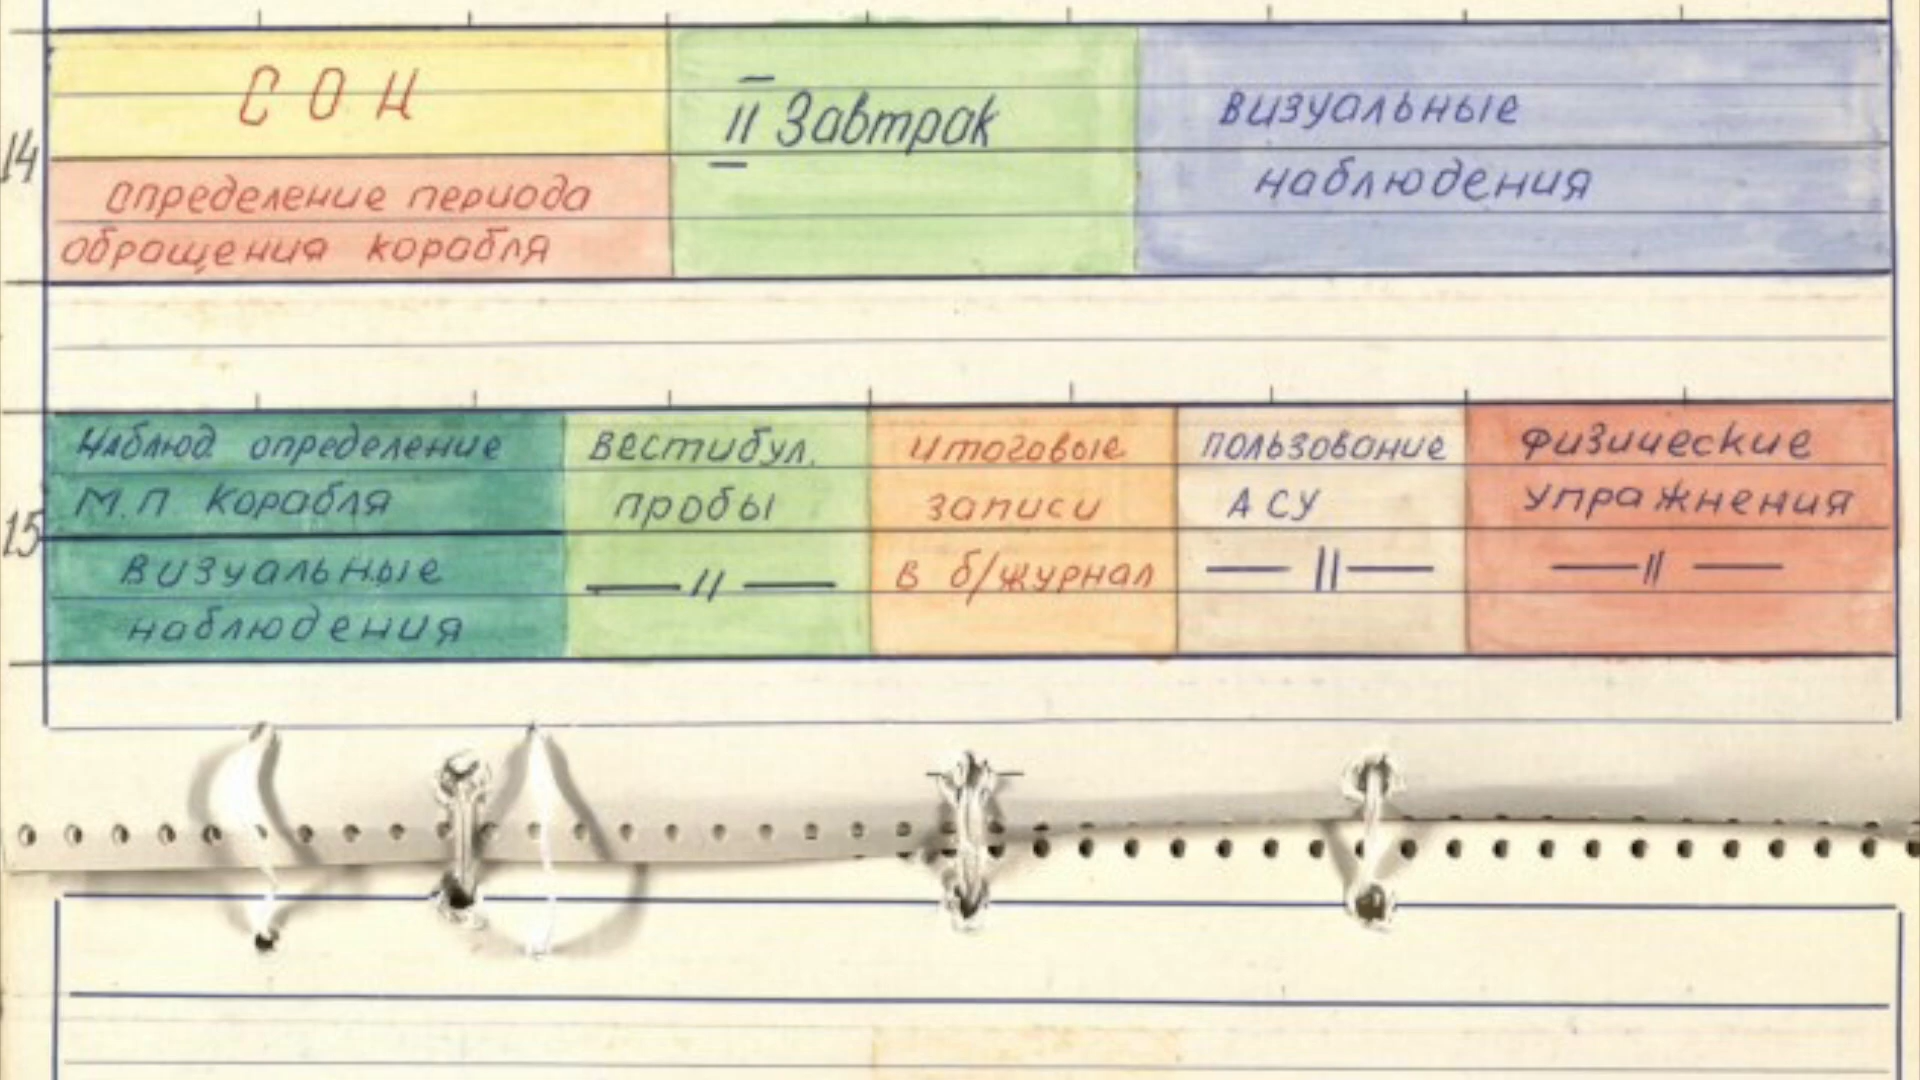 14
СОН
Определение периода
обращения корабля
II Завтрак
визуальные
наблюдения
15
Наблюд. определение
М.П корабля
визуальные
наблюдения
вестибул.
пробы
— // —
итоговые
записи
в б/журнал
пользование
АСУ
— || —
физические
упражнения
— || —